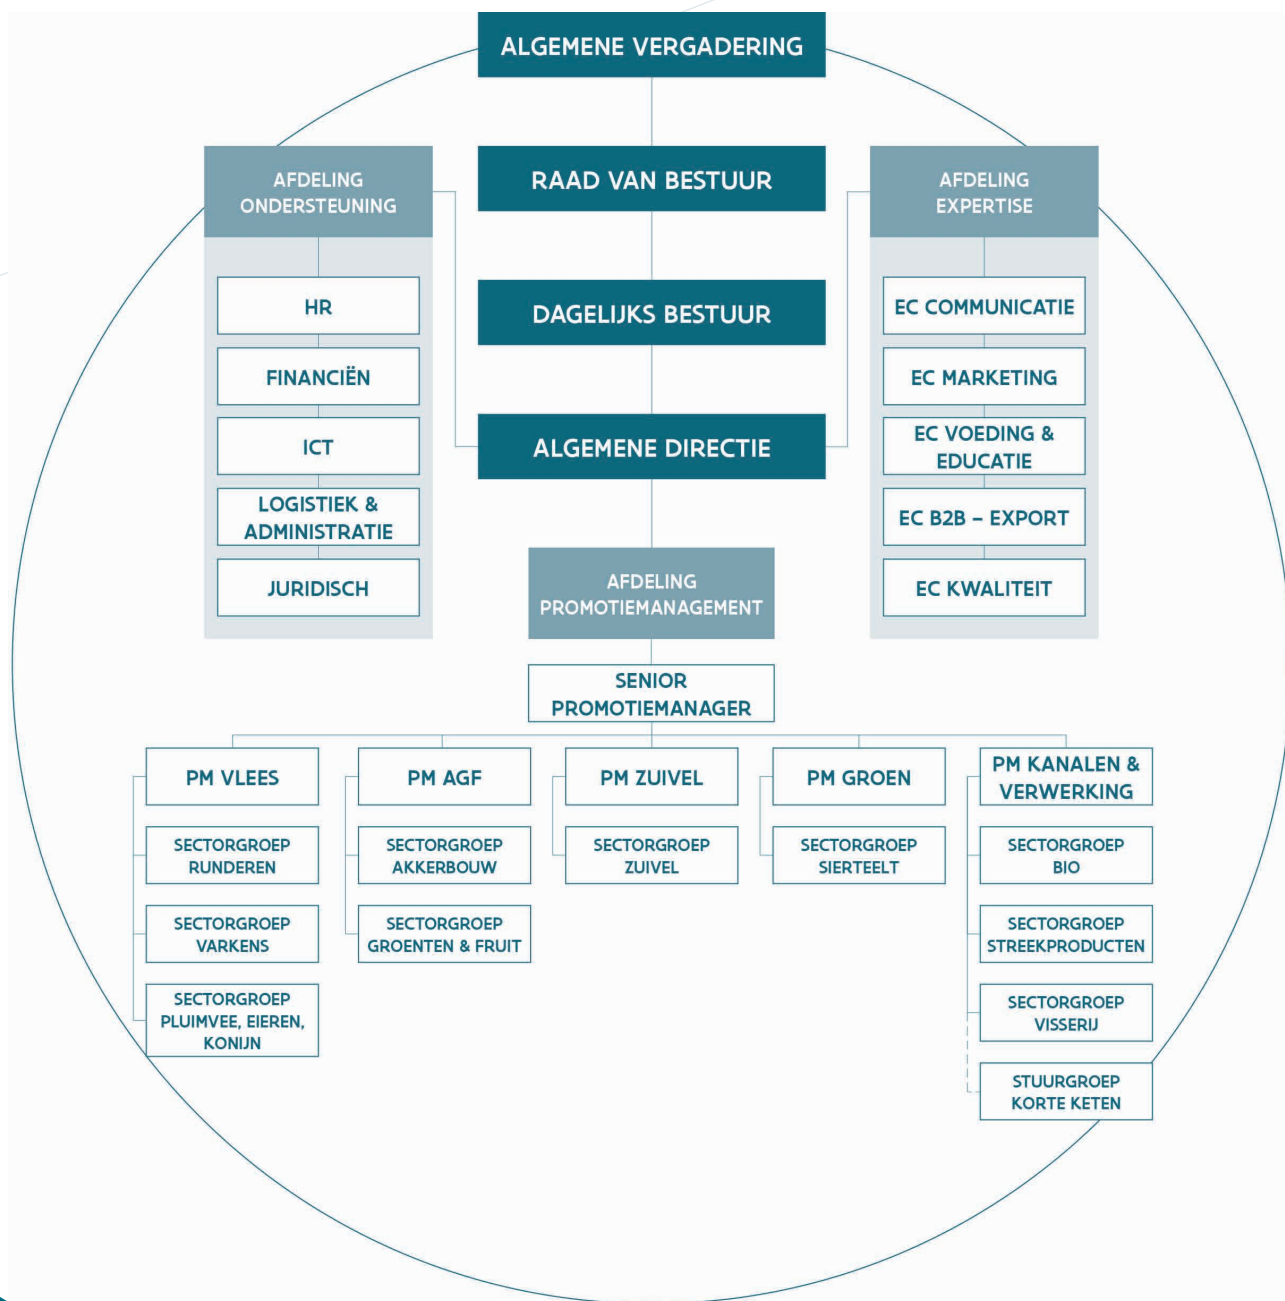 ALGEMENE VERGADERING
RAAD VAN BESTUUR
DAGELIJKS BESTUUR
ALGEMENE DIRECTIE
AFDELING
ONDERSTEUNING
HR
FINANCIËN
ICT
LOGISTIEK &
ADMINISTRATIE
JURIDISCH
AFDELING
EXPERTISE
EC COMMUNICATIE
EC MARKETING
EC VOEDING &
EDUCATIE
EC B2B – EXPORT
EC KWALITEIT
AFDELING
PROMOTIEMANAGEMENT
SENIOR
PROMOTIEMANAGER
PM VLEES
SECTORGROEP
RUNDEREN
SECTORGROEP
VARKENS
SECTORGROEP
PLUIMVEE, EIEREN,
KONIJN
PM AGF
SECTORGROEP
AKKERBOUW
SECTORGROEP
GROENTEN & FRUIT
PM ZUIVEL
SECTORGROEP
ZUIVEL
PM GROEN
SECTORGROEP
SIERTEELT
PM KANALEN &
VERWERKING
SECTORGROEP
BIO
SECTORGROEP
STREEKPRODUCTEN
SECTORGROEP
VISSERIJ
STUURGROEP
KORTE KETEN